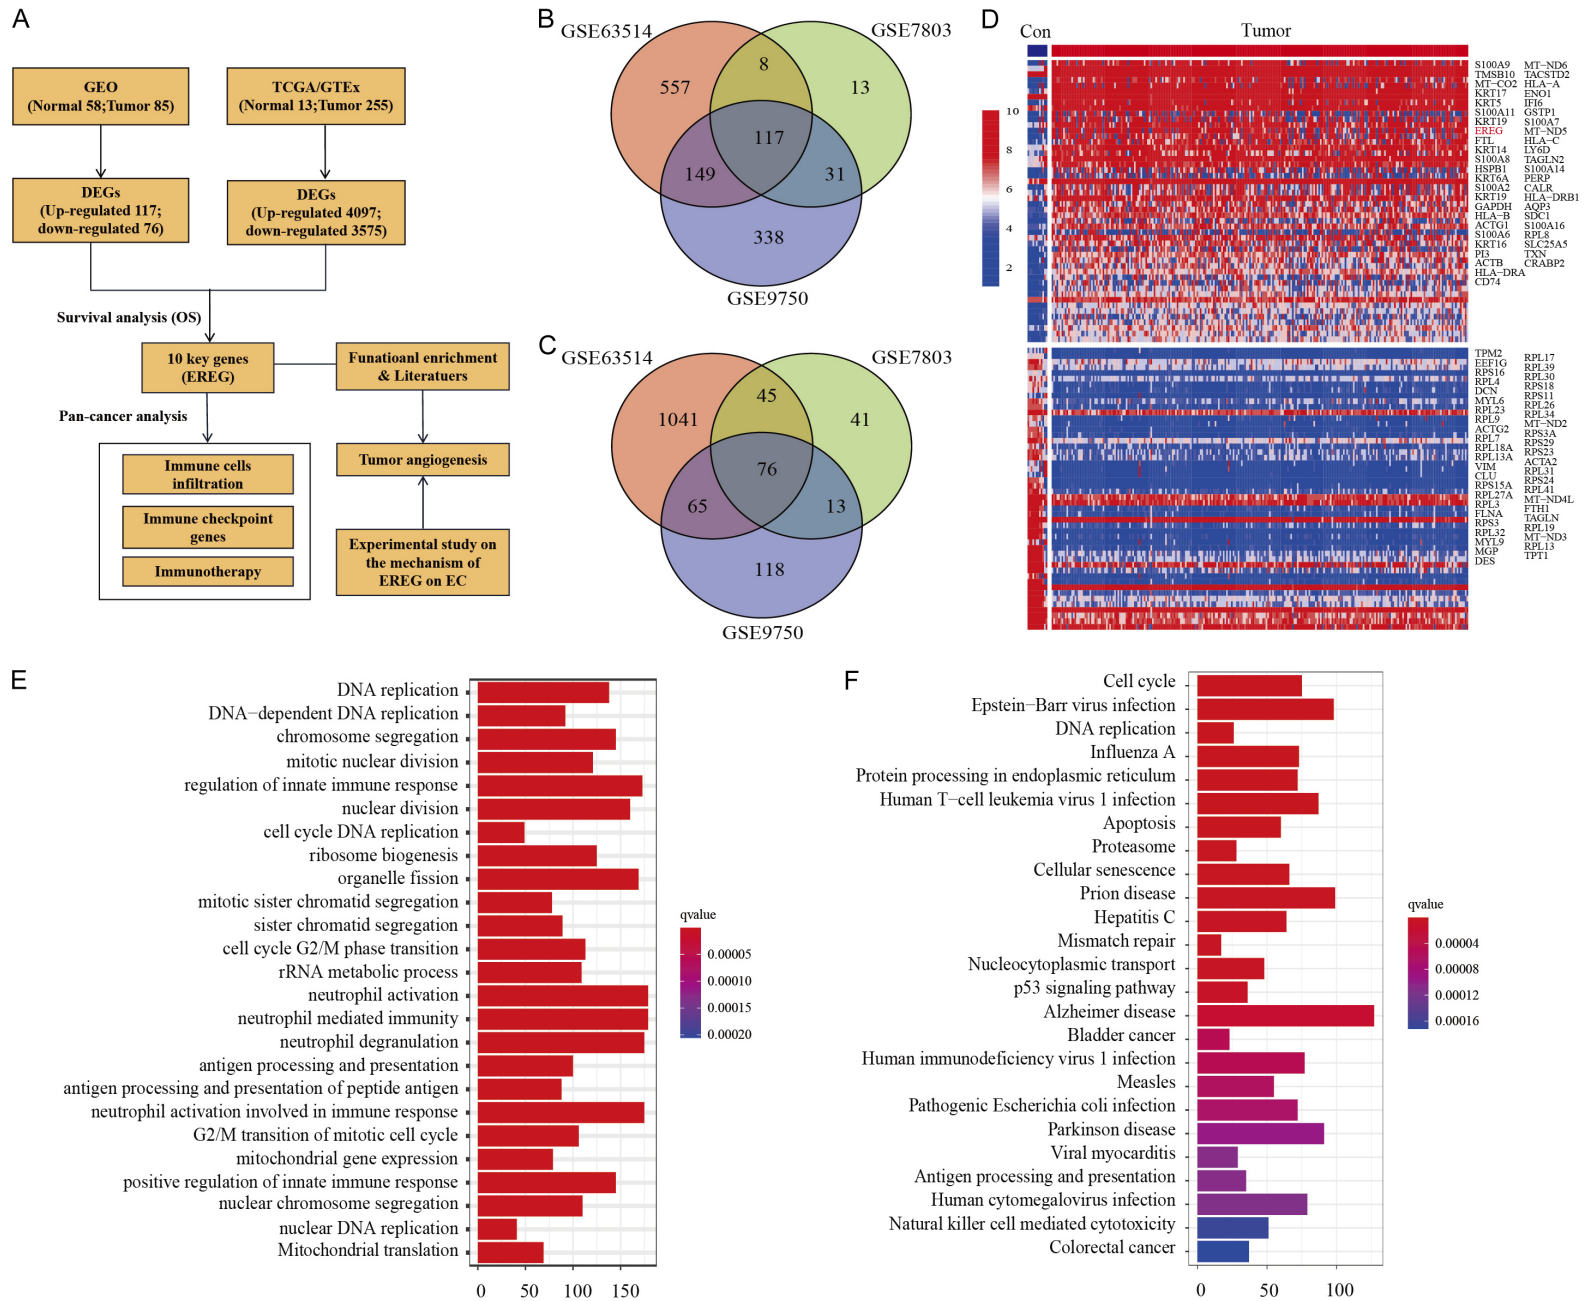 A
GEO
(Normal 58;Tumor 85)
TCGA/GTEx
(Normal 13;Tumor 255)
DEGs
(Up-regulated 117;
down-regulated 76)
DEGs
(Up-regulated 4097;
down-regulated 3575)
Survival analysis (OS)
10 key genes
(EREG)
Funatioanl enrichment
& Literatuers
Pan-cancer analysis
Immune cells
infiltration
Immune checkpoint
genes
Immunotherapy
Tumor angiogenesis
Experimental study on
the mechanism of
EREG on EC
B
GSE63514
GSE7803
557
8
13
117
149
31
338
GSE9750
C
GSE63514
GSE7803
1041
45
41
76
65
13
118
GSE9750
D
Con
Tumor
10
8
6
4
2
S100A9 MT−ND6
TMSB10 TACSTD2
MT−CO2 HLA−A
KRT17 ENO1
KRT5 IFI6
S100A11 GSTP1
KRT19 S100A7
EREG MT−ND5
FTL HLA−C
KRT14 LY6D
S100A8 TAGLN2
HSPB1 S100A14
KRT6A PERP
S100A2 CALR
KRT19 HLA−DRB1
GAPDH AQP3
HLA−B SDC1
ACTG1 S100A16
S100A6 RPL8
KRT16 SLC25A5
PI3 TXN
ACTB CRABP2
HLA−DRA
CD74
TPM2 RPL17
EEF1G RPL39
RPS16 RPL30
RPL4 RPS18
DCN RPS11
MYL6 RPL26
RPL23 RPL34
RPL9 MT−ND2
ACTG2 RPS3A
RPL7 RPS29
RPL18A RPS23
RPL13A ACTA2
VIM RPL31
CLU RPS24
RPS15A RPL41
RPL27A MT−ND4L
RPL3 FTH1
FLNA TAGLN
RPS3 RPL19
RPL32 MT−ND3
MYL9 RPL13
MGP TPT1
DES
E
DNA replication
DNA−dependent DNA replication
chromosome segregation
mitotic nuclear division
regulation of innate immune response
nuclear division
cell cycle DNA replication
ribosome biogenesis
organelle fission
mitotic sister chromatid segregation
sister chromatid segregation
cell cycle G2/M phase transition
rRNA metabolic process
neutrophil activation
neutrophil mediated immunity
neutrophil degranulation
antigen processing and presentation
antigen processing and presentation of peptide antigen
neutrophil activation involved in immune response
G2/M transition of mitotic cell cycle
mitochondrial gene expression
positive regulation of innate immune response
nuclear chromosome segregation
nuclear DNA replication
Mitochondrial translation
0 50 100 150
qvalue
0.00005
0.00010
0.00015
0.00020
F
Cell cycle
Epstein−Barr virus infection
DNA replication
Influenza A
Protein processing in endoplasmic reticulum
Human T−cell leukemia virus 1 infection
Apoptosis
Proteasome
Cellular senescence
Prion disease
Hepatitis C
Mismatch repair
Nucleocytoplasmic transport
p53 signaling pathway
Alzheimer disease
Bladder cancer
Human immunodeficiency virus 1 infection
Measles
Pathogenic Escherichia coli infection
Parkinson disease
Viral myocarditis
Antigen processing and presentation
Human cytomegalovirus infection
Natural killer cell mediated cytotoxicity
Colorectal cancer
0 50 100
qvalue
0.00004
0.00008
0.00012
0.00016